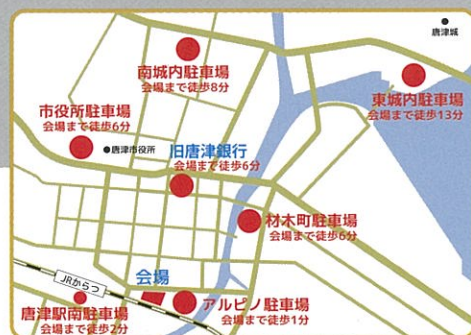 唐津城
南城内駐車場
会場まで徒歩8分
東城内駐車場
会場まで徒歩13分
市役所駐車場
会場まで徒歩6分
唐津市役所
旧唐津銀行
会場まで徒歩6分
材木町駐車場
会場まで徒歩6分
JRからつ
会場
唐津駅南駐車場
会場まで徒歩2分
アルピノ駐車場
会場まで徒歩1分